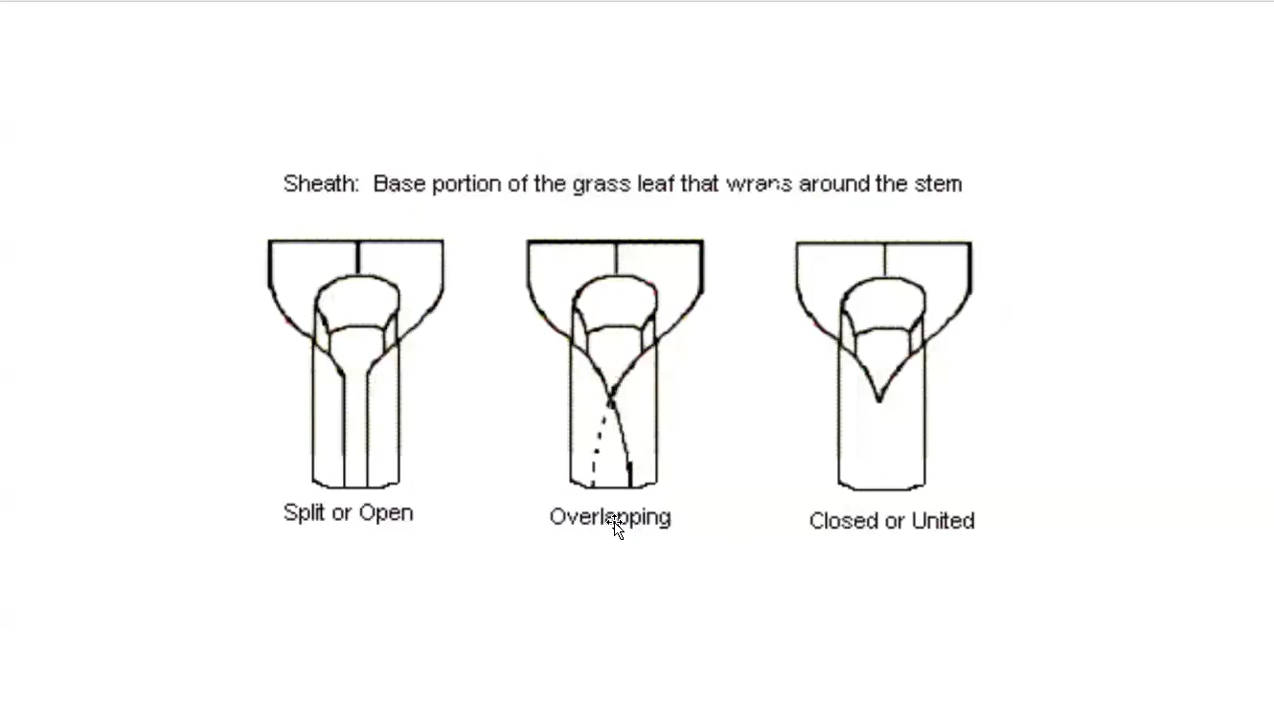 Sheath: Base portion of the grass leaf that wraps around the stem
Split or Open
Overlapping
Closed or United